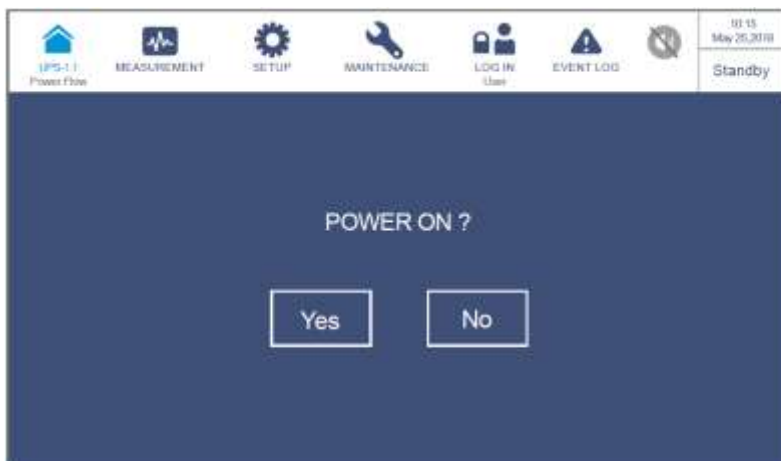 UPS-1.1
Power Flow
MEASUREMENT
SETUP
MAINTENANCE
LOG IN
User
EVENT LOG
10:15
May 25,2018
Standby
POWER ON ?
Yes
No